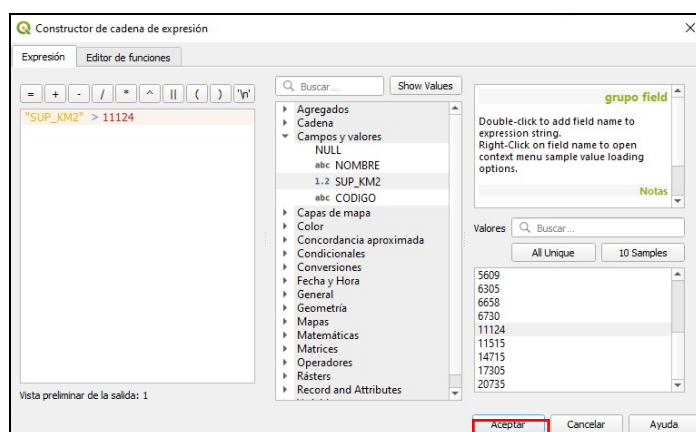 Constructor de cadena de expresión
Expresión Editor de funciones
= + - / * ^ || ( ) '\n'
"SUP_KM2" > 11124
Vista preliminar de la salida: 1
Buscar... Show Values
Agregados
Cadena
Campos y valores
NULL
abc NOMBRE
1.2 SUP_KM2
abc CODIGO
Capas de mapa
Color
Concordancia aproximada
Condicionales
Conversiones
Fecha y Hora
General
Geometría
Mapas
Matemáticas
Matrices
Operadores
Rásters
Record and Attributes
grupo field
Double-click to add field name to
expression string.
Right-Click on field name to open
context menu sample value loading
options.
Notas
Valores Buscar...
All Unique 10 Samples
5609
6305
6658
6730
11124
11515
14715
17305
20735
Aceptar Cancelar Ayuda